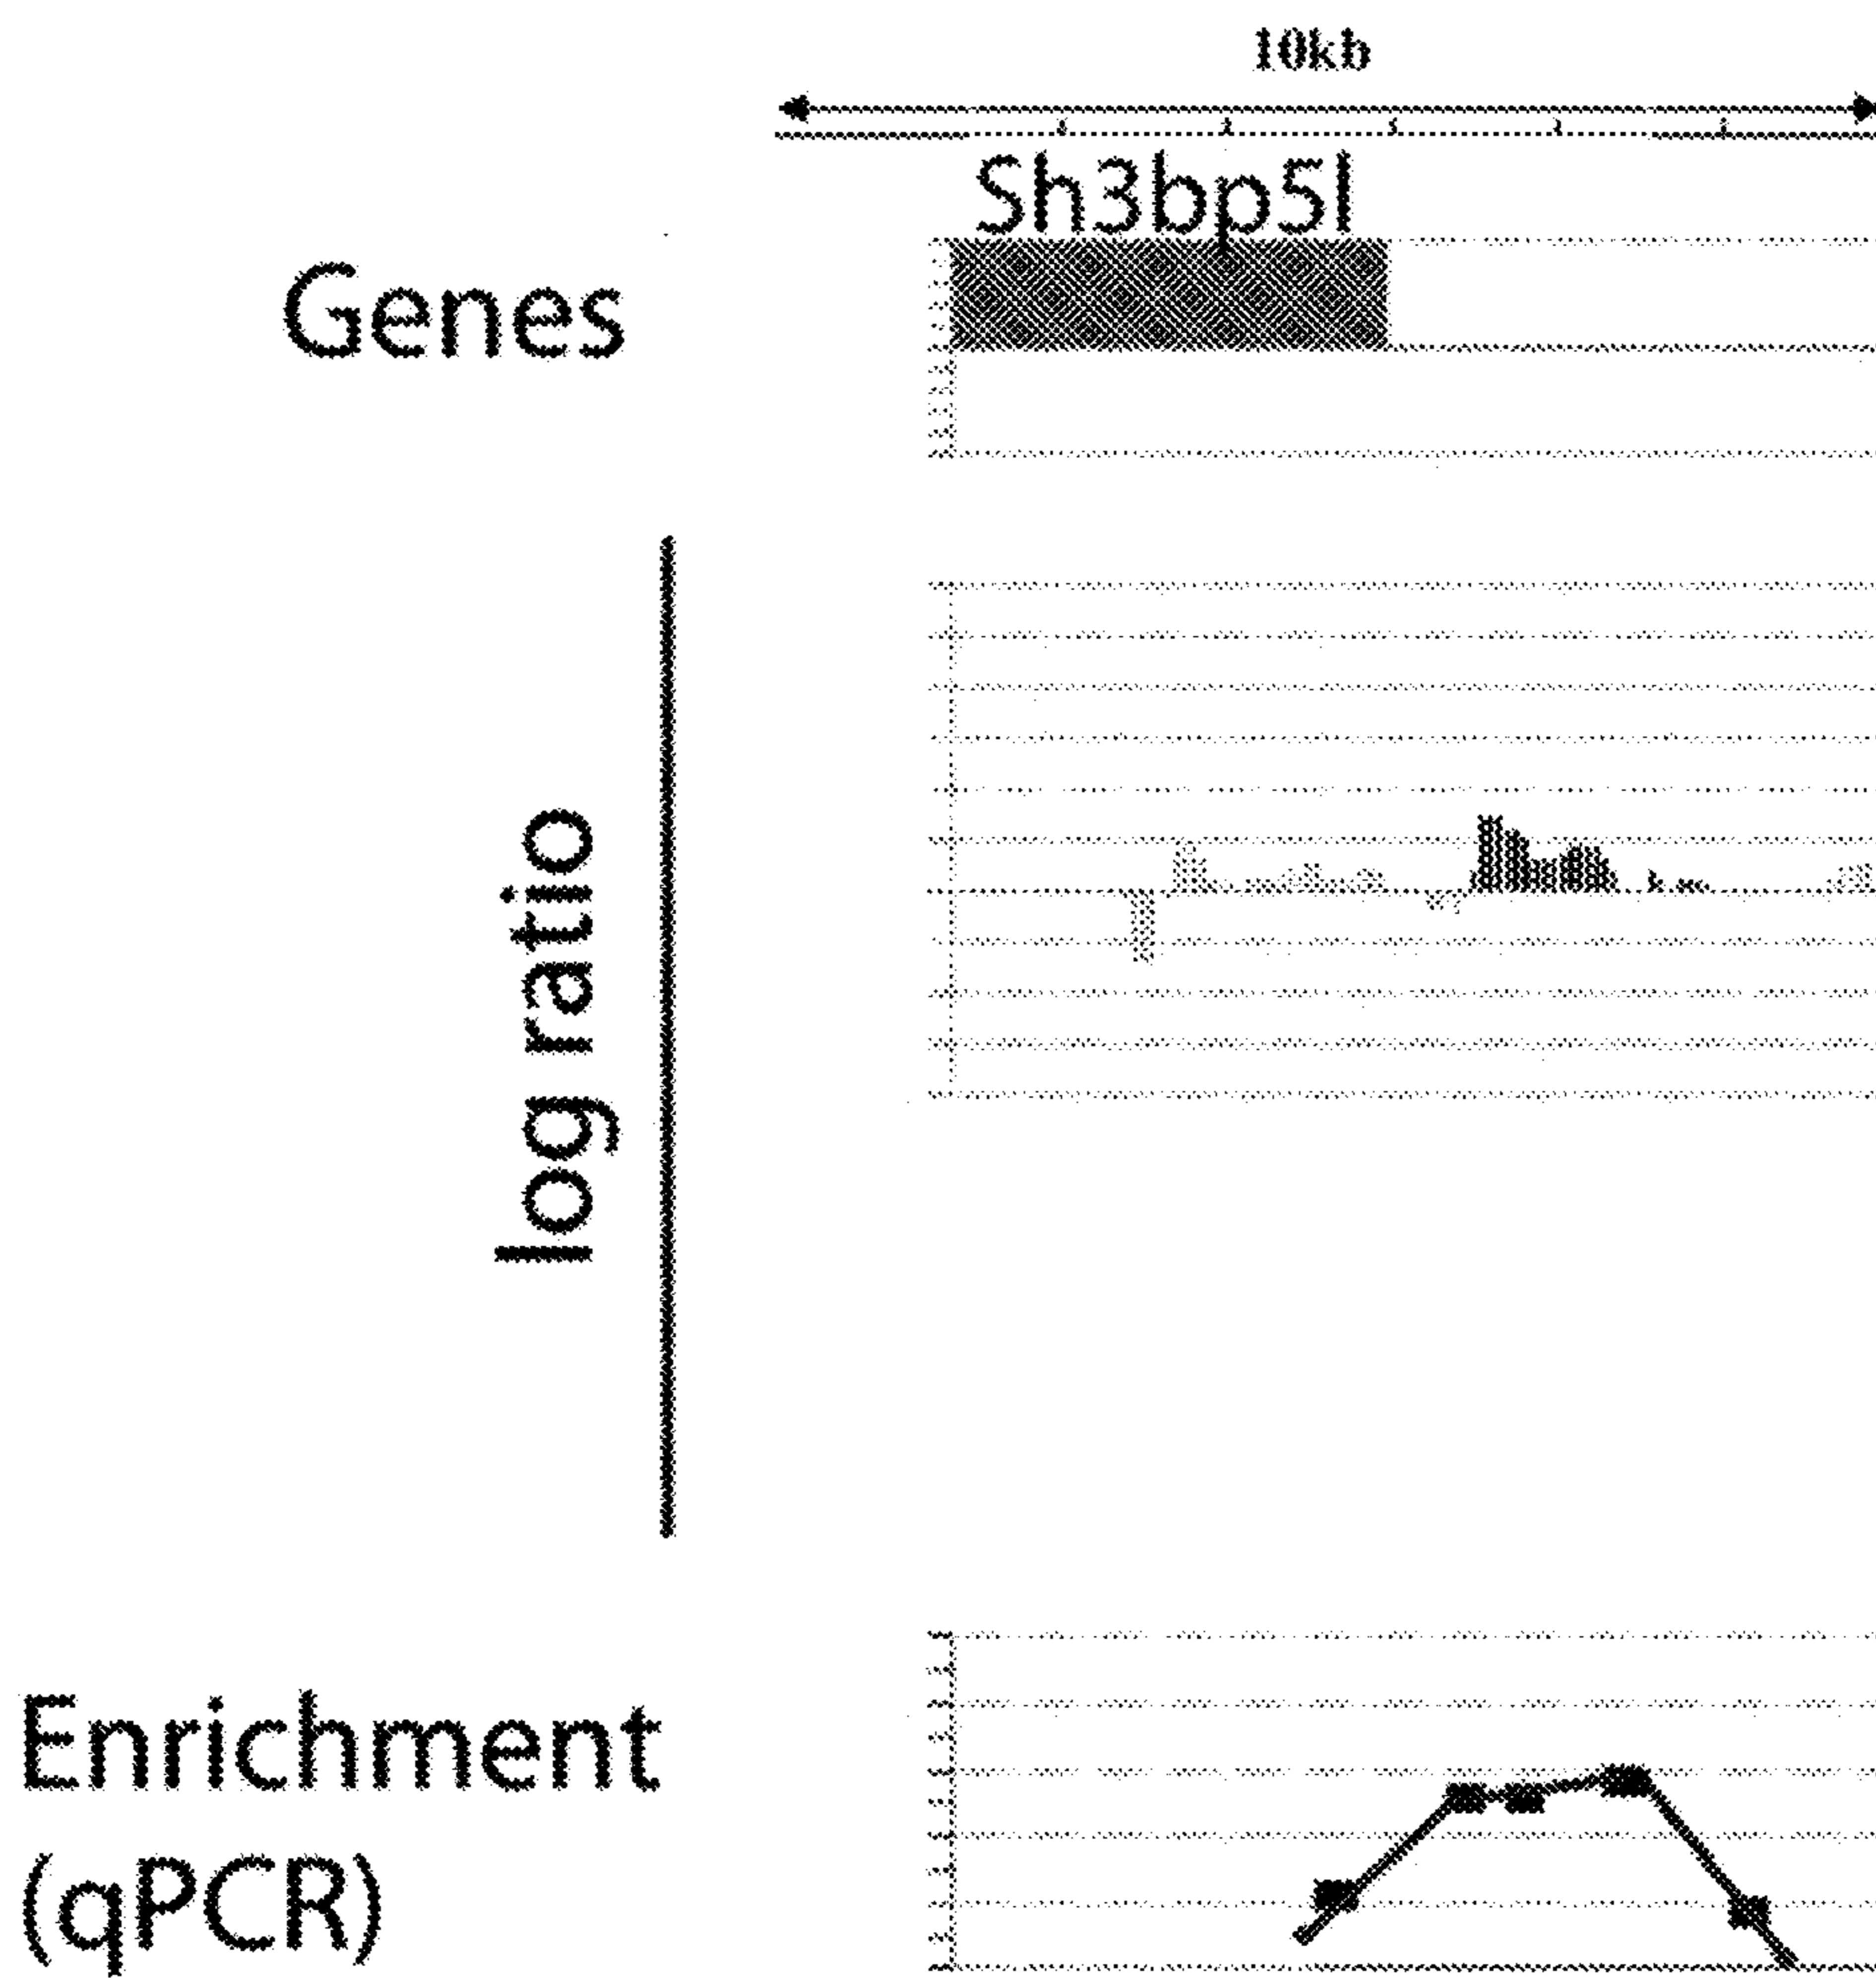 10kb
Sh3bp5l
Genes
log ratio
Enrichment
(qPCR)